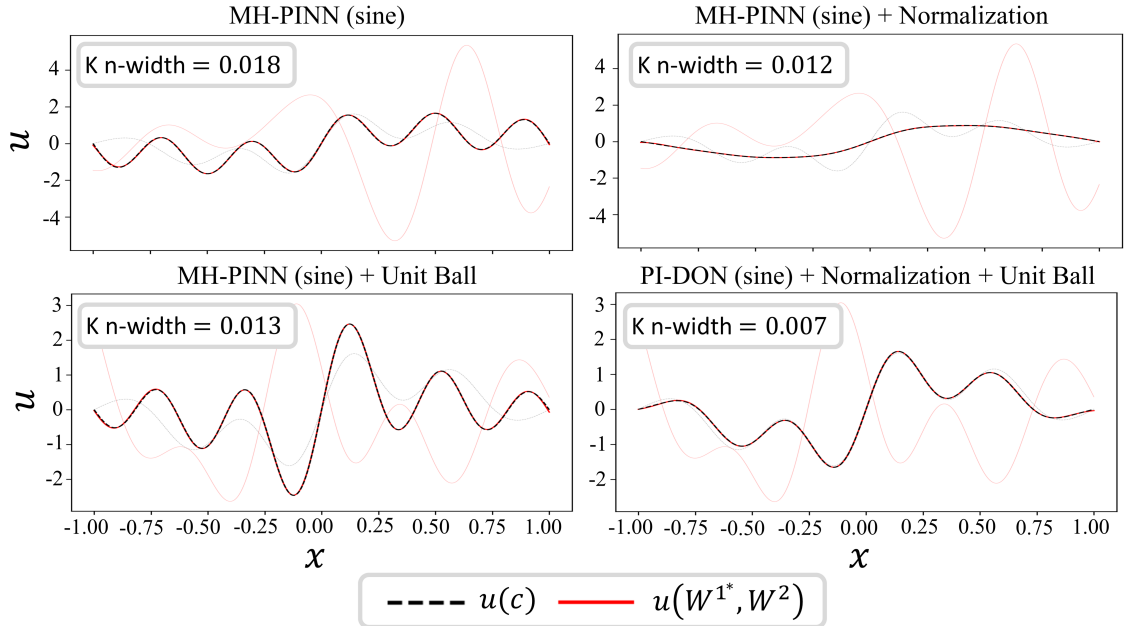 MH-PINN (sine)
K n-width = 0.018
4
2
0
-2
-4
u
MH-PINN (sine) + Normalization
K n-width = 0.012
4
2
0
-2
-4
MH-PINN (sine) + Unit Ball
K n-width = 0.013
3
2
1
0
-1
-2
u
-1.00 -0.75 -0.50 -0.25 0.00 0.25 0.50 0.75 1.00
x
PI-DON (sine) + Normalization + Unit Ball
K n-width = 0.007
3
2
1
0
-1
-2
-1.00 -0.75 -0.50 -0.25 0.00 0.25 0.50 0.75 1.00
x
u(c) u(W^{1*}, W^2)